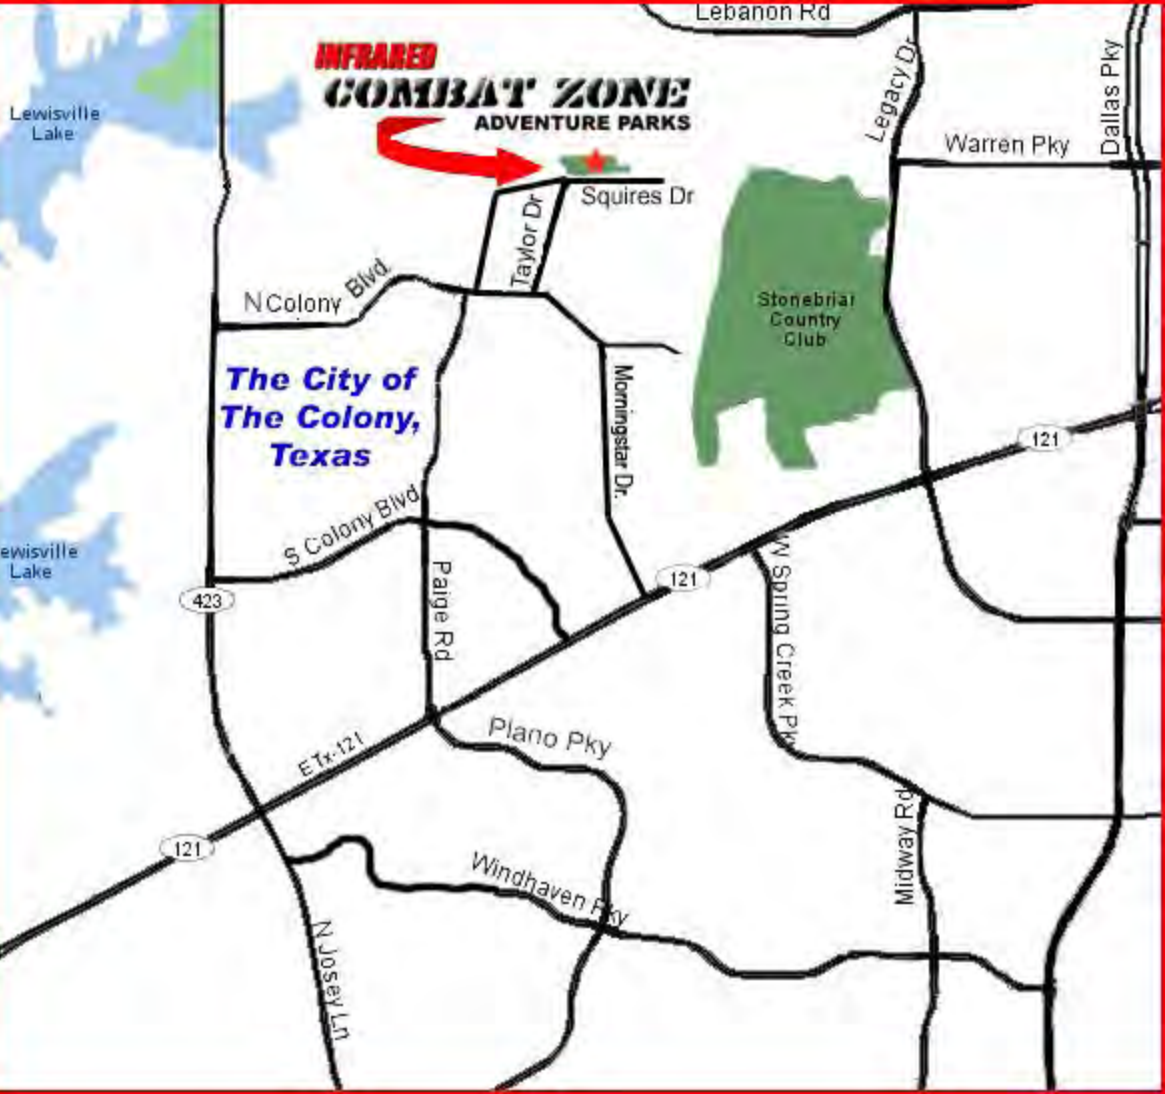 Lebanon Rd
INFRARED
COMBAT ZONE
ADVENTURE PARKS
Legacy Dr
Dallas Pky
Lewisville
Lake
Warren Pky
Squires Dr
Taylor Dr
N Colony Blvd
Stonebriar
Country
Club
The City of
The Colony,
Texas
Morningstar Dr.
121
S Colony Blvd
ewisville
Lake
423
Paige Rd
121
W Spring Creek Pky
Plano Pky
E Tx-121
121
Midway Rd
Windhaven Pky
N Josey Ln